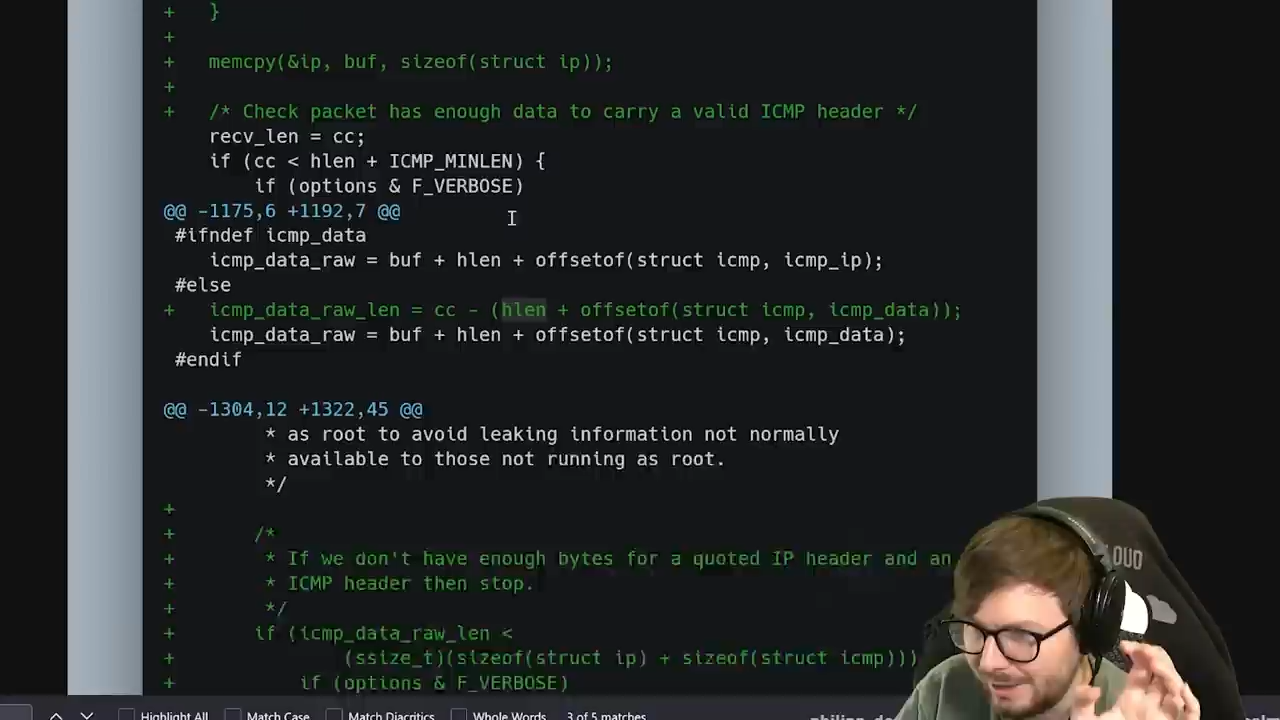 +   }
+
+   memcpy(&ip, buf, sizeof(struct ip));
+
+   /* Check packet has enough data to carry a valid ICMP header */
    recv_len = cc;
    if (cc < hlen + ICMP_MINLEN) {
        if (options & F_VERBOSE)
@@ -1175,6 +1192,7 @@
 #ifndef icmp_data
    icmp_data_raw = buf + hlen + offsetof(struct icmp, icmp_ip);
 #else
+   icmp_data_raw_len = cc - (hlen + offsetof(struct icmp, icmp_data));
    icmp_data_raw = buf + hlen + offsetof(struct icmp, icmp_data);
 #endif
@@ -1304,12 +1322,45 @@
         * as root to avoid leaking information not normally
         * available to those not running as root.
         */
+
+       /*
+        * If we don't have enough bytes for a quoted IP header and an
+        * ICMP header then stop.
+        */
+       if (icmp_data_raw_len <
+               (ssize_t)(sizeof(struct ip) + sizeof(struct icmp)))
+           if (options & F_VERBOSE)
LOUD
Highlight All Match Case Match Diacritics Whole Words 3 of 5 matches